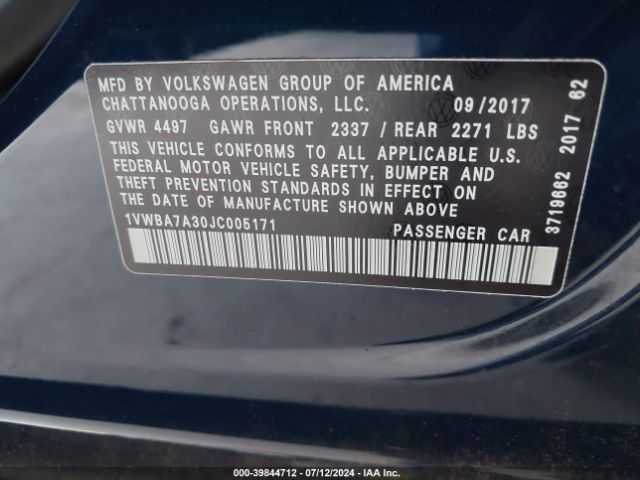 MFD BY VOLKSWAGEN GROUP OF AMERICA
CHATTANOOGA OPERATIONS, LLC. 09/2017
GVWR 4497 GAWR FRONT 2337 / REAR 2271 LBS
THIS VEHICLE CONFORMS TO ALL APPLICABLE U.S.
FEDERAL MOTOR VEHICLE SAFETY, BUMPER AND
THEFT PREVENTION STANDARDS IN EFFECT ON
THE DATE OF MANUFACTURE SHOWN ABOVE
1VWBA7A30JC005171 PASSENGER CAR
3719662 2017 62
000-39844712 - 07/12/2024 - IAA Inc.